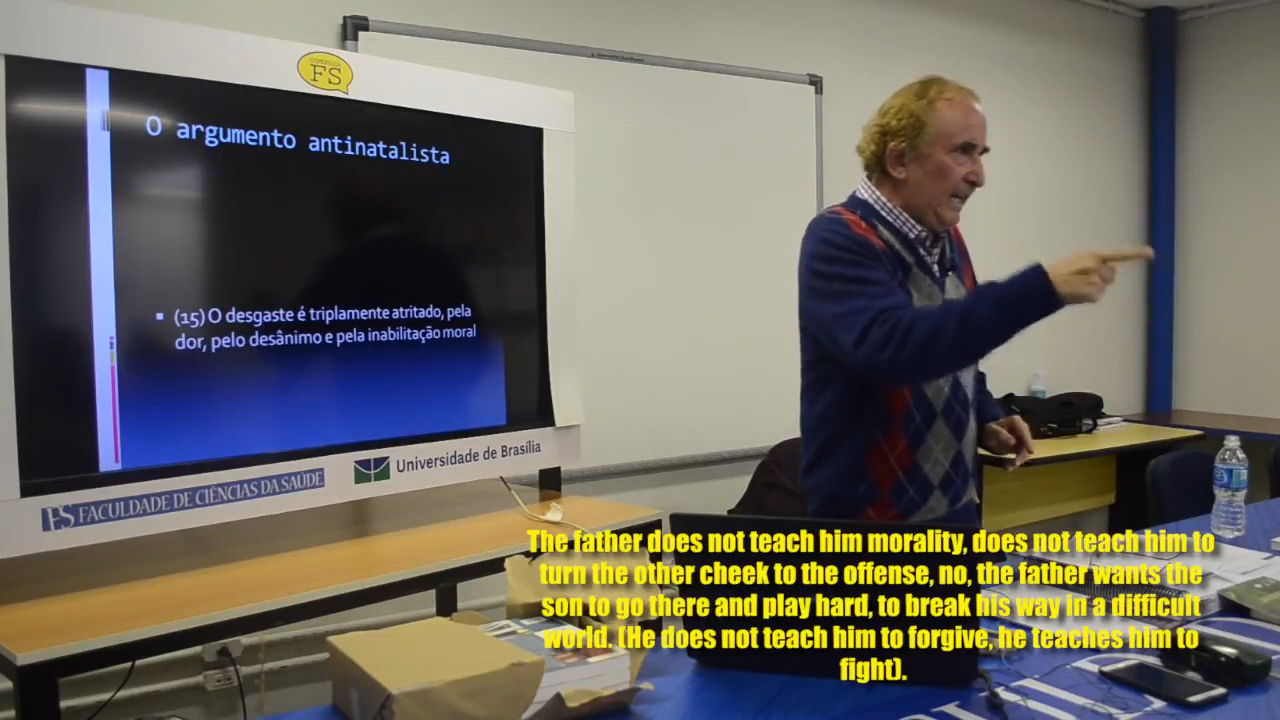 FS
O argumento antinatalista
(15) O desgaste é triplamente atritado, pela
dor, pelo desânimo e pela inabilitação moral
FS FACULDADE DE CIÊNCIAS DA SAÚDE
Universidade de Brasília
The father does not teach him morality, does not teach him to
turn the other cheek to the offense, no, the father wants the
son to go there and play hard, to break his way in a difficult
world. (He does not teach him to forgive, he teaches him to
fight).